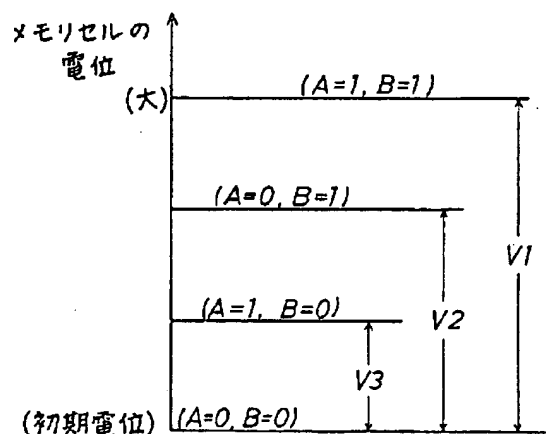 メモリセルの
電位
(大)
(A=1, B=1)
(A=0, B=1)
V1
(A=1, B=0)
V2
V3
(初期電位)
(A=0, B=0)